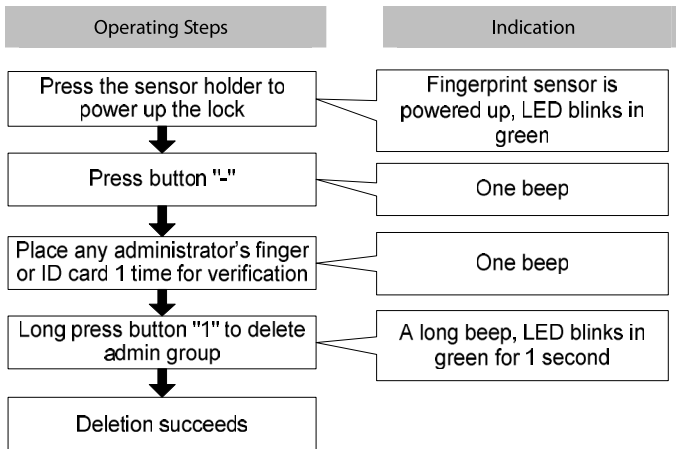 Operating Steps
Indication
Press the sensor holder to
power up the lock
Fingerprint sensor is
powered up, LED blinks in
green
Press button "-"
One beep
Place any administrator's finger
or ID card 1 time for verification
One beep
Long press button "1" to delete
admin group
A long beep, LED blinks in
green for 1 second
Deletion succeeds